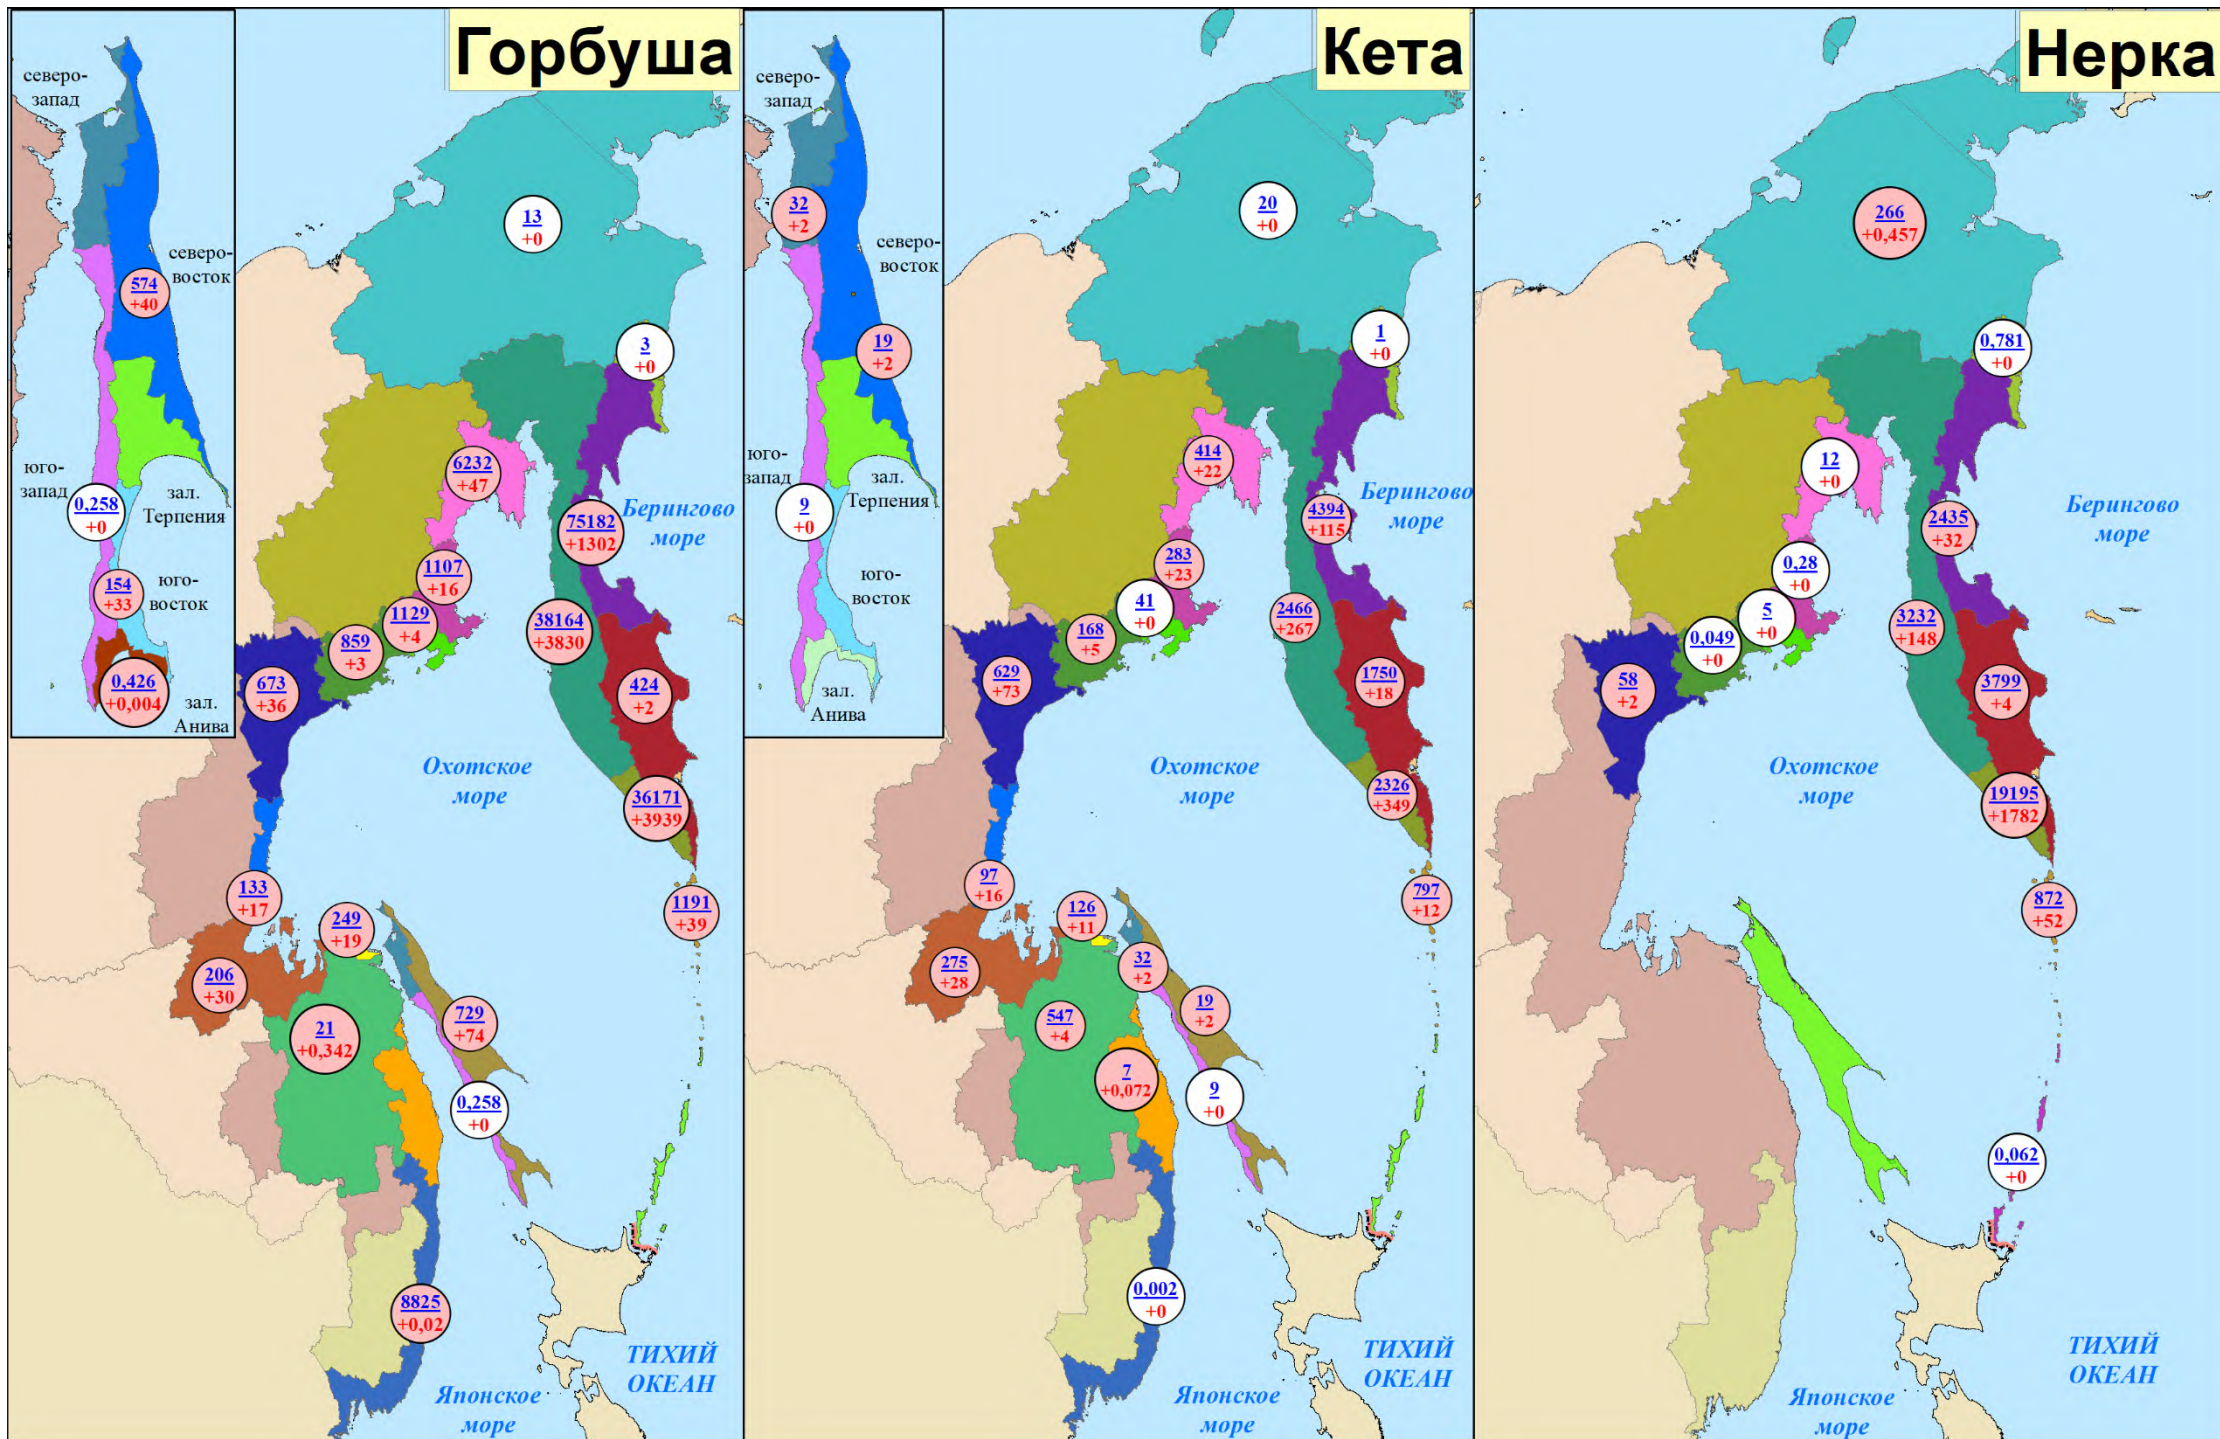 Горбуша
северо-
запад
северо-
восток
574
+40
юго-
запад
0,258
+0
зал.
Терпения
154
+33
юго-
восток
0,426
+0,004
зал.
Анива
13
+0
3
+0
6232
+47
75182
+1302
Берингово
море
1107
+16
1129
+4
859
+3
38164
+3830
673
+36
424
+2
Охотское
море
36171
+3939
133
+17
249
+19
1191
+39
206
+30
21
+0,342
729
+74
0,258
+0
8825
+0,02
ТИХИЙ
ОКЕАН
Японское
море
Кета
северо-
запад
32
+2
северо-
восток
19
+2
юго-
запад
9
+0
зал.
Терпения
юго-
восток
зал.
Анива
20
+0
1
+0
414
+22
4394
+115
Берингово
море
283
+23
41
+0
168
+5
2466
+267
629
+73
1750
+18
Охотское
море
2326
+349
97
+16
126
+11
797
+12
275
+28
32
+2
547
+4
19
+2
7
+0,072
9
+0
0,002
+0
ТИХИЙ
ОКЕАН
Японское
море
Нерка
266
+0,457
0,781
+0
12
+0
2435
+32
Берингово
море
0,28
+0
5
+0
0,049
+0
3232
+148
58
+2
3799
+4
Охотское
море
19195
+1782
872
+52
0,062
+0
ТИХИЙ
ОКЕАН
Японское
море